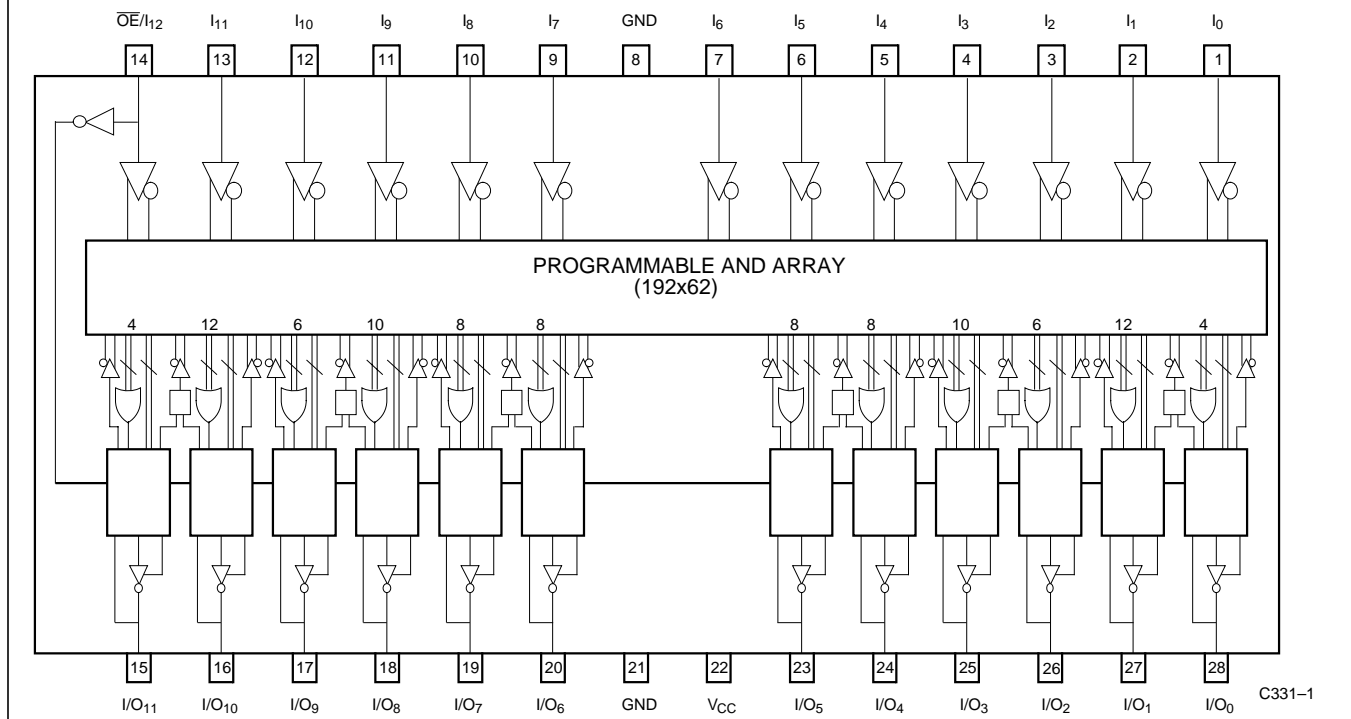 OE/I12 I11 I10 I9 I8 I7 GND I6 I5 I4 I3 I2 I1 I0
14 13 12 11 10 9 8 7 6 5 4 3 2 1
PROGRAMMABLE AND ARRAY
(192x62)
4 12 6 10 8 8 8 8 10 6 12 4
15 16 17 18 19 20 21 22 23 24 25 26 27 28
I/O11 I/O10 I/O9 I/O8 I/O7 I/O6 GND VCC I/O5 I/O4 I/O3 I/O2 I/O1 I/O0
C331–1